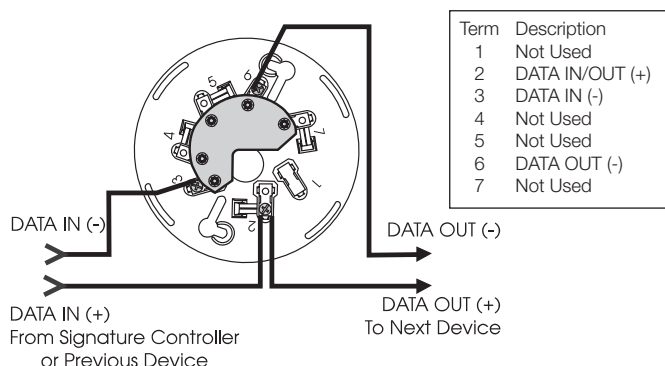 Term Description
1 Not Used
2 DATA IN/OUT (+)
3 DATA IN (-)
4 Not Used
5 Not Used
6 DATA OUT (-)
7 Not Used
6
5
7
4
3
1
2
DATA IN (-)
DATA OUT (-)
DATA IN (+)
From Signature Controller
or Previous Device
DATA OUT (+)
To Next Device